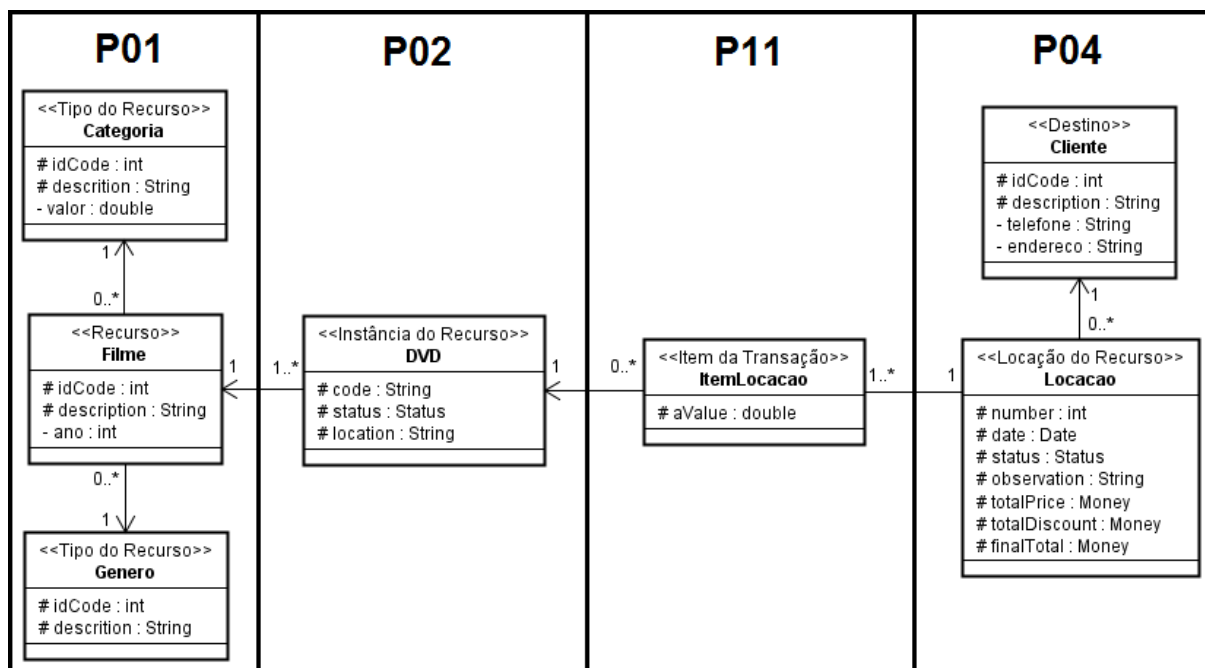 P01
<<Tipo do Recurso>>
Categoria
# idCode : int
# descrition : String
- valor : double
1
0..*
<<Recurso>>
Filme
# idCode : int
# description : String
- ano : int
0..*
1
<<Tipo do Recurso>>
Genero
# idCode : int
# descrition : String
1
P02
1..*
<<Instância do Recurso>>
DVD
# code : String
# status : Status
# location : String
1
P11
0..*
<<Item da Transação>>
ItemLocacao
# aValue : double
1..*
P04
<<Destino>>
Cliente
# idCode : int
# description : String
- telefone : String
- endereco : String
1
0..*
1
<<Locação do Recurso>>
Locacao
# number : int
# date : Date
# status : Status
# observation : String
# totalPrice : Money
# totalDiscount : Money
# finalTotal : Money